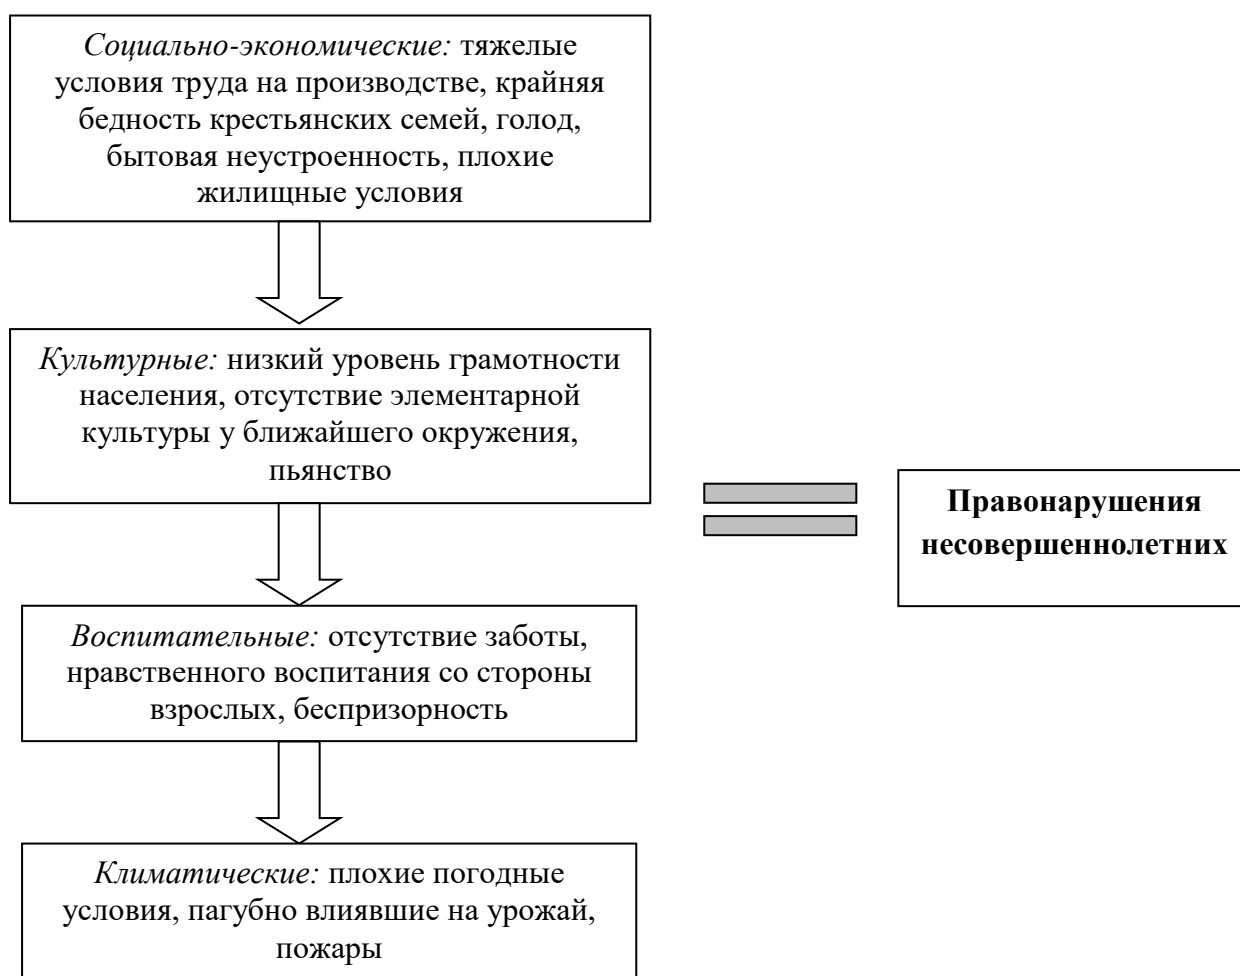 Социально-экономические: тяжелые
условия труда на производстве, крайняя
бедность крестьянских семей, голод,
бытовая неустроенность, плохие
жилищные условия
Культурные: низкий уровень грамотности
населения, отсутствие элементарной
культуры у ближайшего окружения,
пьянство
Воспитательные: отсутствие заботы,
нравственного воспитания со стороны
взрослых, беспризорность
Климатические: плохие погодные
условия, пагубно влиявшие на урожай,
пожары
Правонарушения
несовершеннолетних